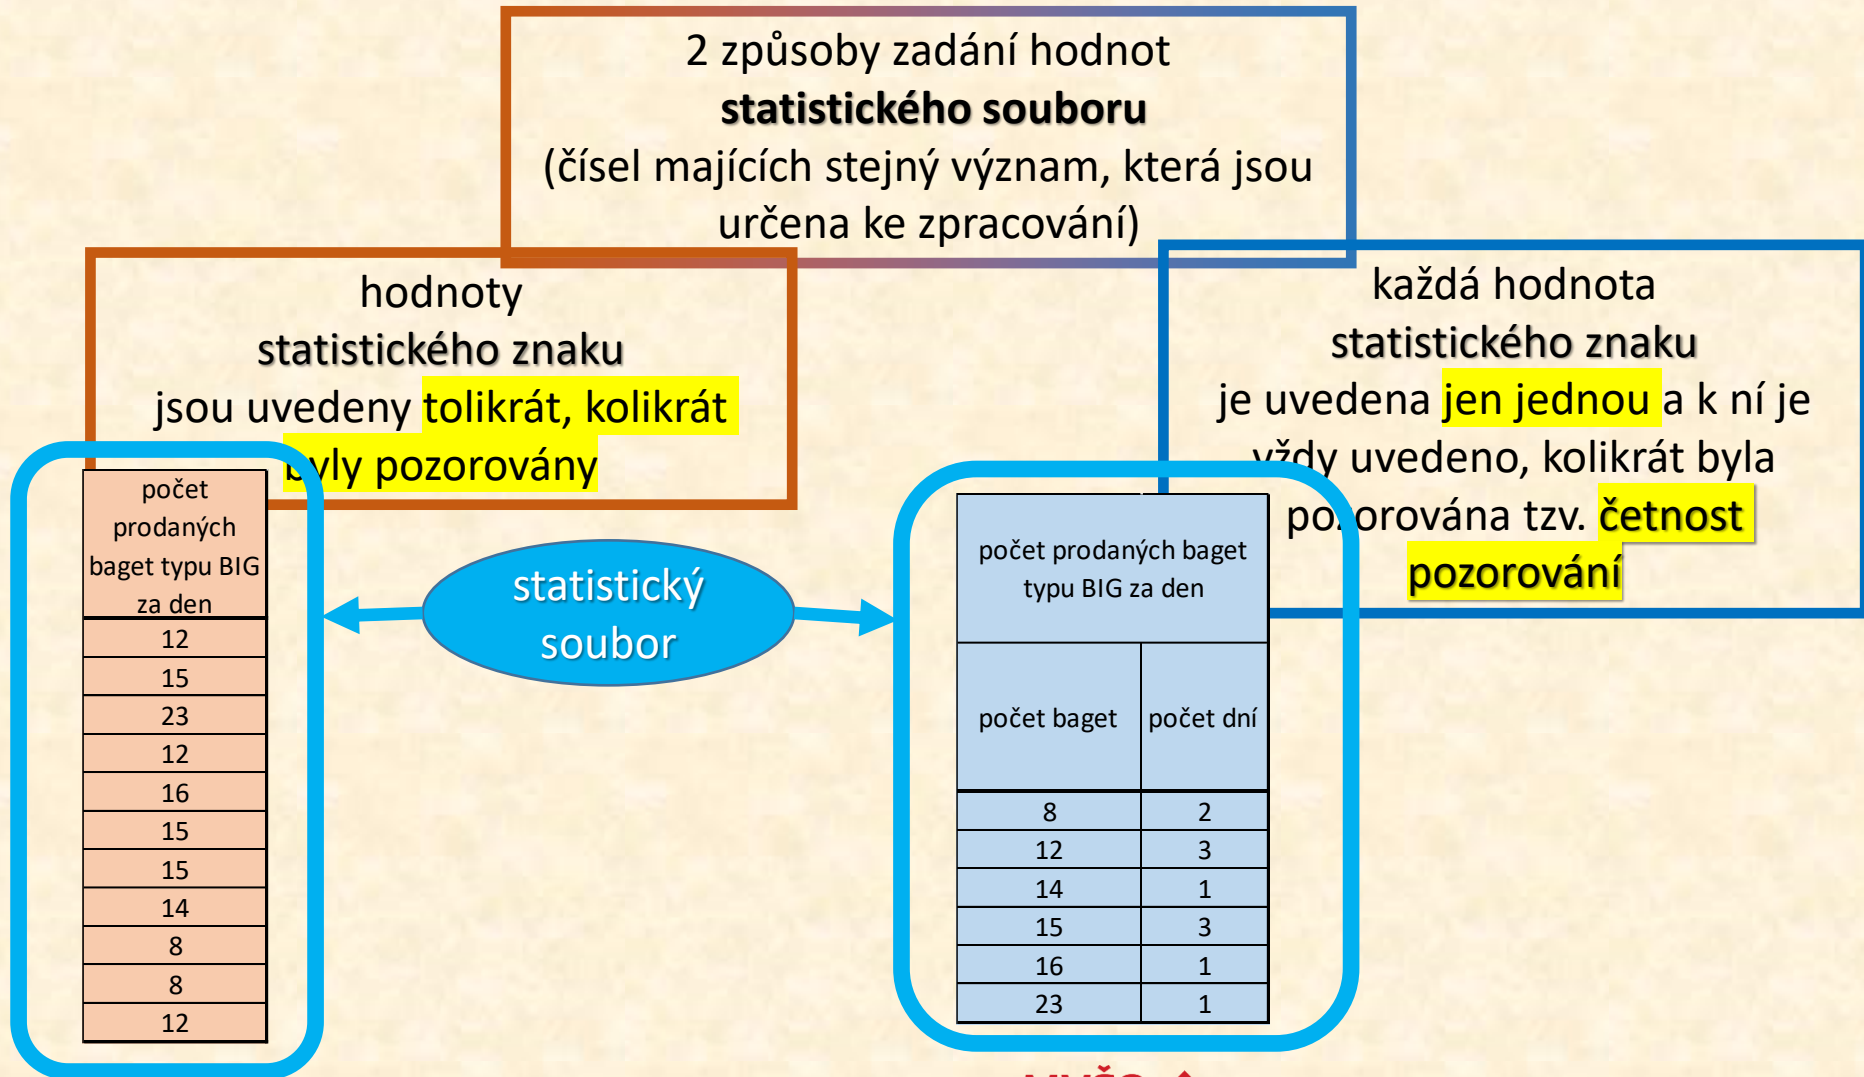 2 způsoby zadání hodnot
statistického souboru
(čísel majících stejný význam, která jsou
určena ke zpracování)
hodnoty
statistického znaku
jsou uvedeny tolikrát, kolikrát
byly pozorovány
každá hodnota
statistického znaku
je uvedena jen jednou a k ní je
vždy uvedeno, kolikrát byla
pozorována tzv. četnost
pozorování
počet
prodaných
baget typu BIG
za den
12
15
23
12
16
15
15
14
8
8
12
statistický
soubor
počet prodaných baget
typu BIG za den
počet baget počet dní
8 2
12 3
14 1
15 3
16 1
23 1